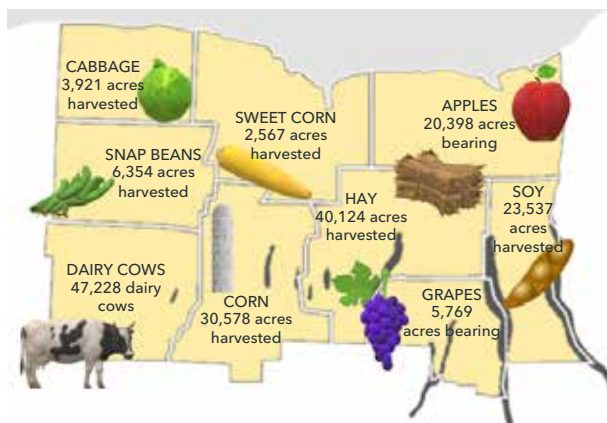 CABBAGE
3,921 acres
harvested
SWEET CORN
2,567 acres
harvested
APPLES
20,398 acres
bearing
SNAP BEANS
6,354 acres
harvested
HAY
40,124 acres
harvested
SOY
23,537
acres
harvested
DAIRY COWS
47,228 dairy
cows
CORN
30,578 acres
harvested
GRAPES
5,769
acres bearing